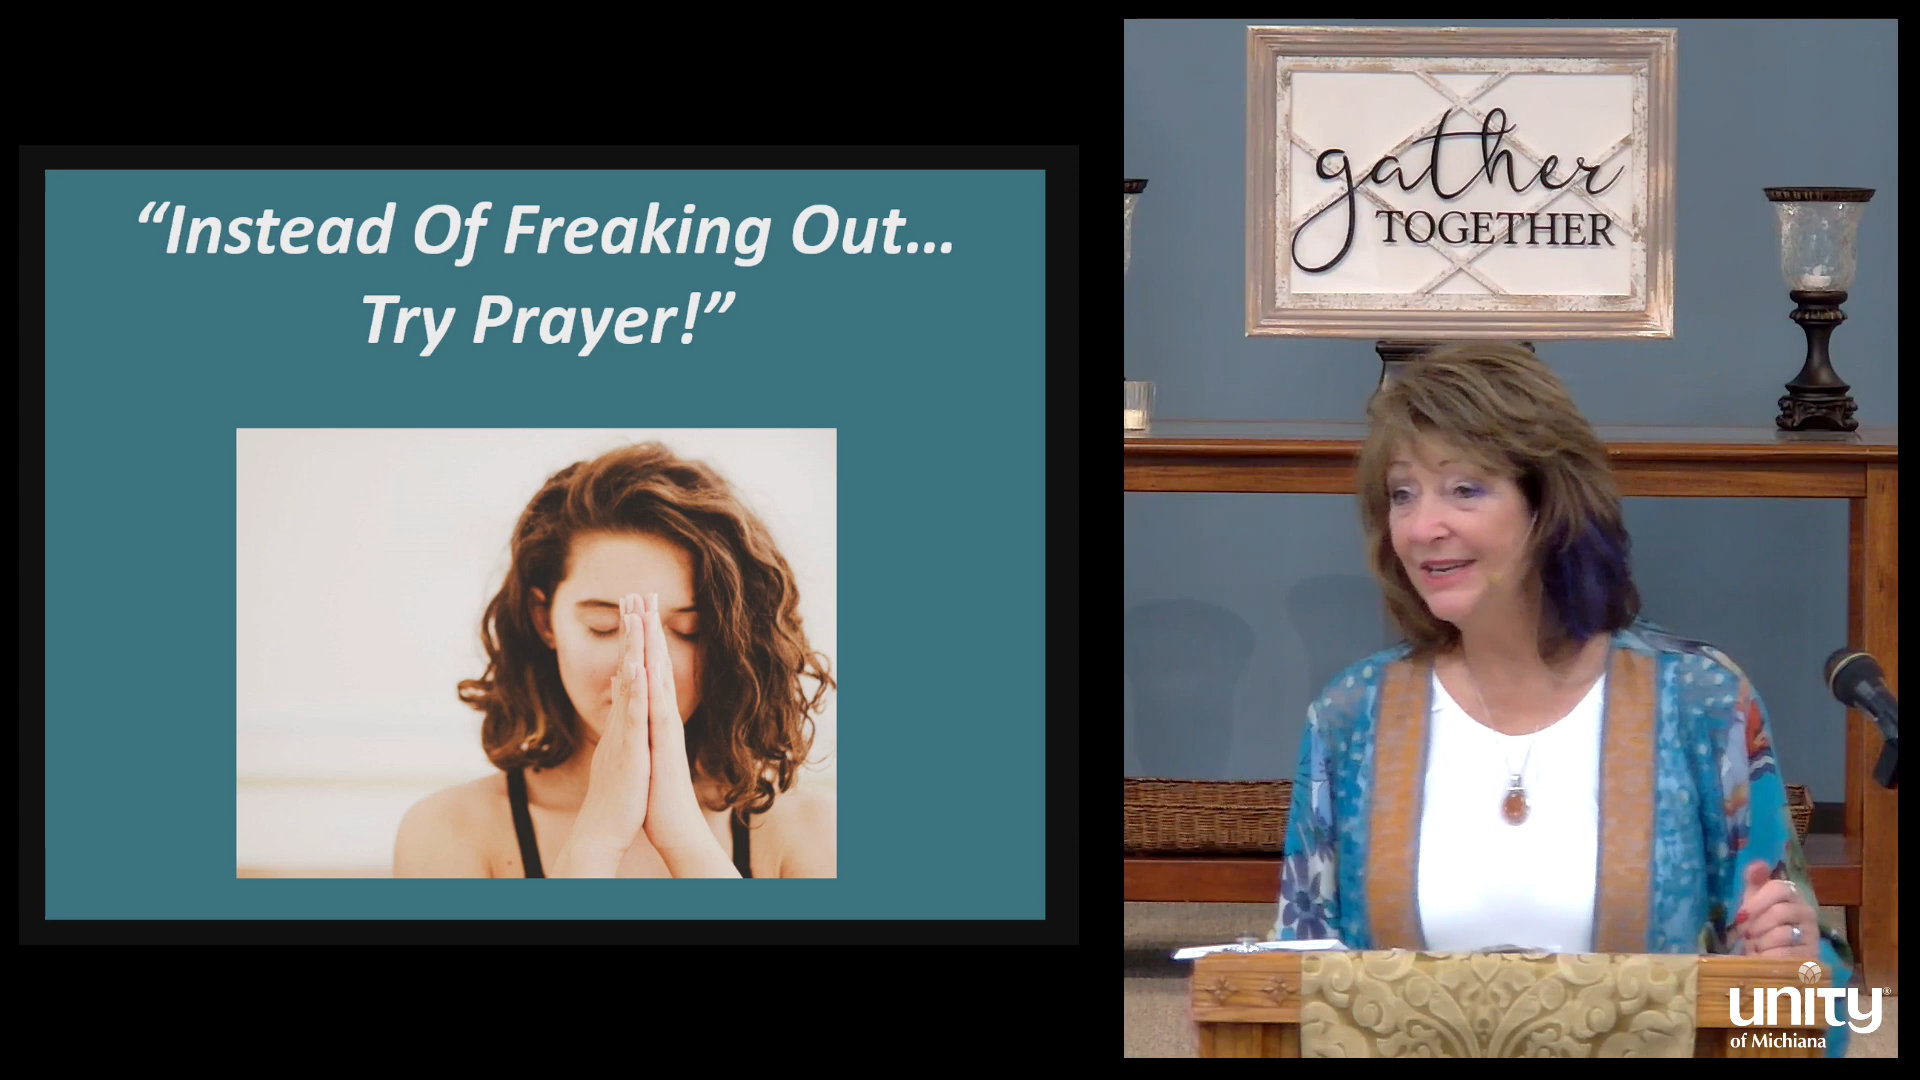 “Instead Of Freaking Out...
Try Prayer!”
gather
TOGETHER
unity®
of Michiana